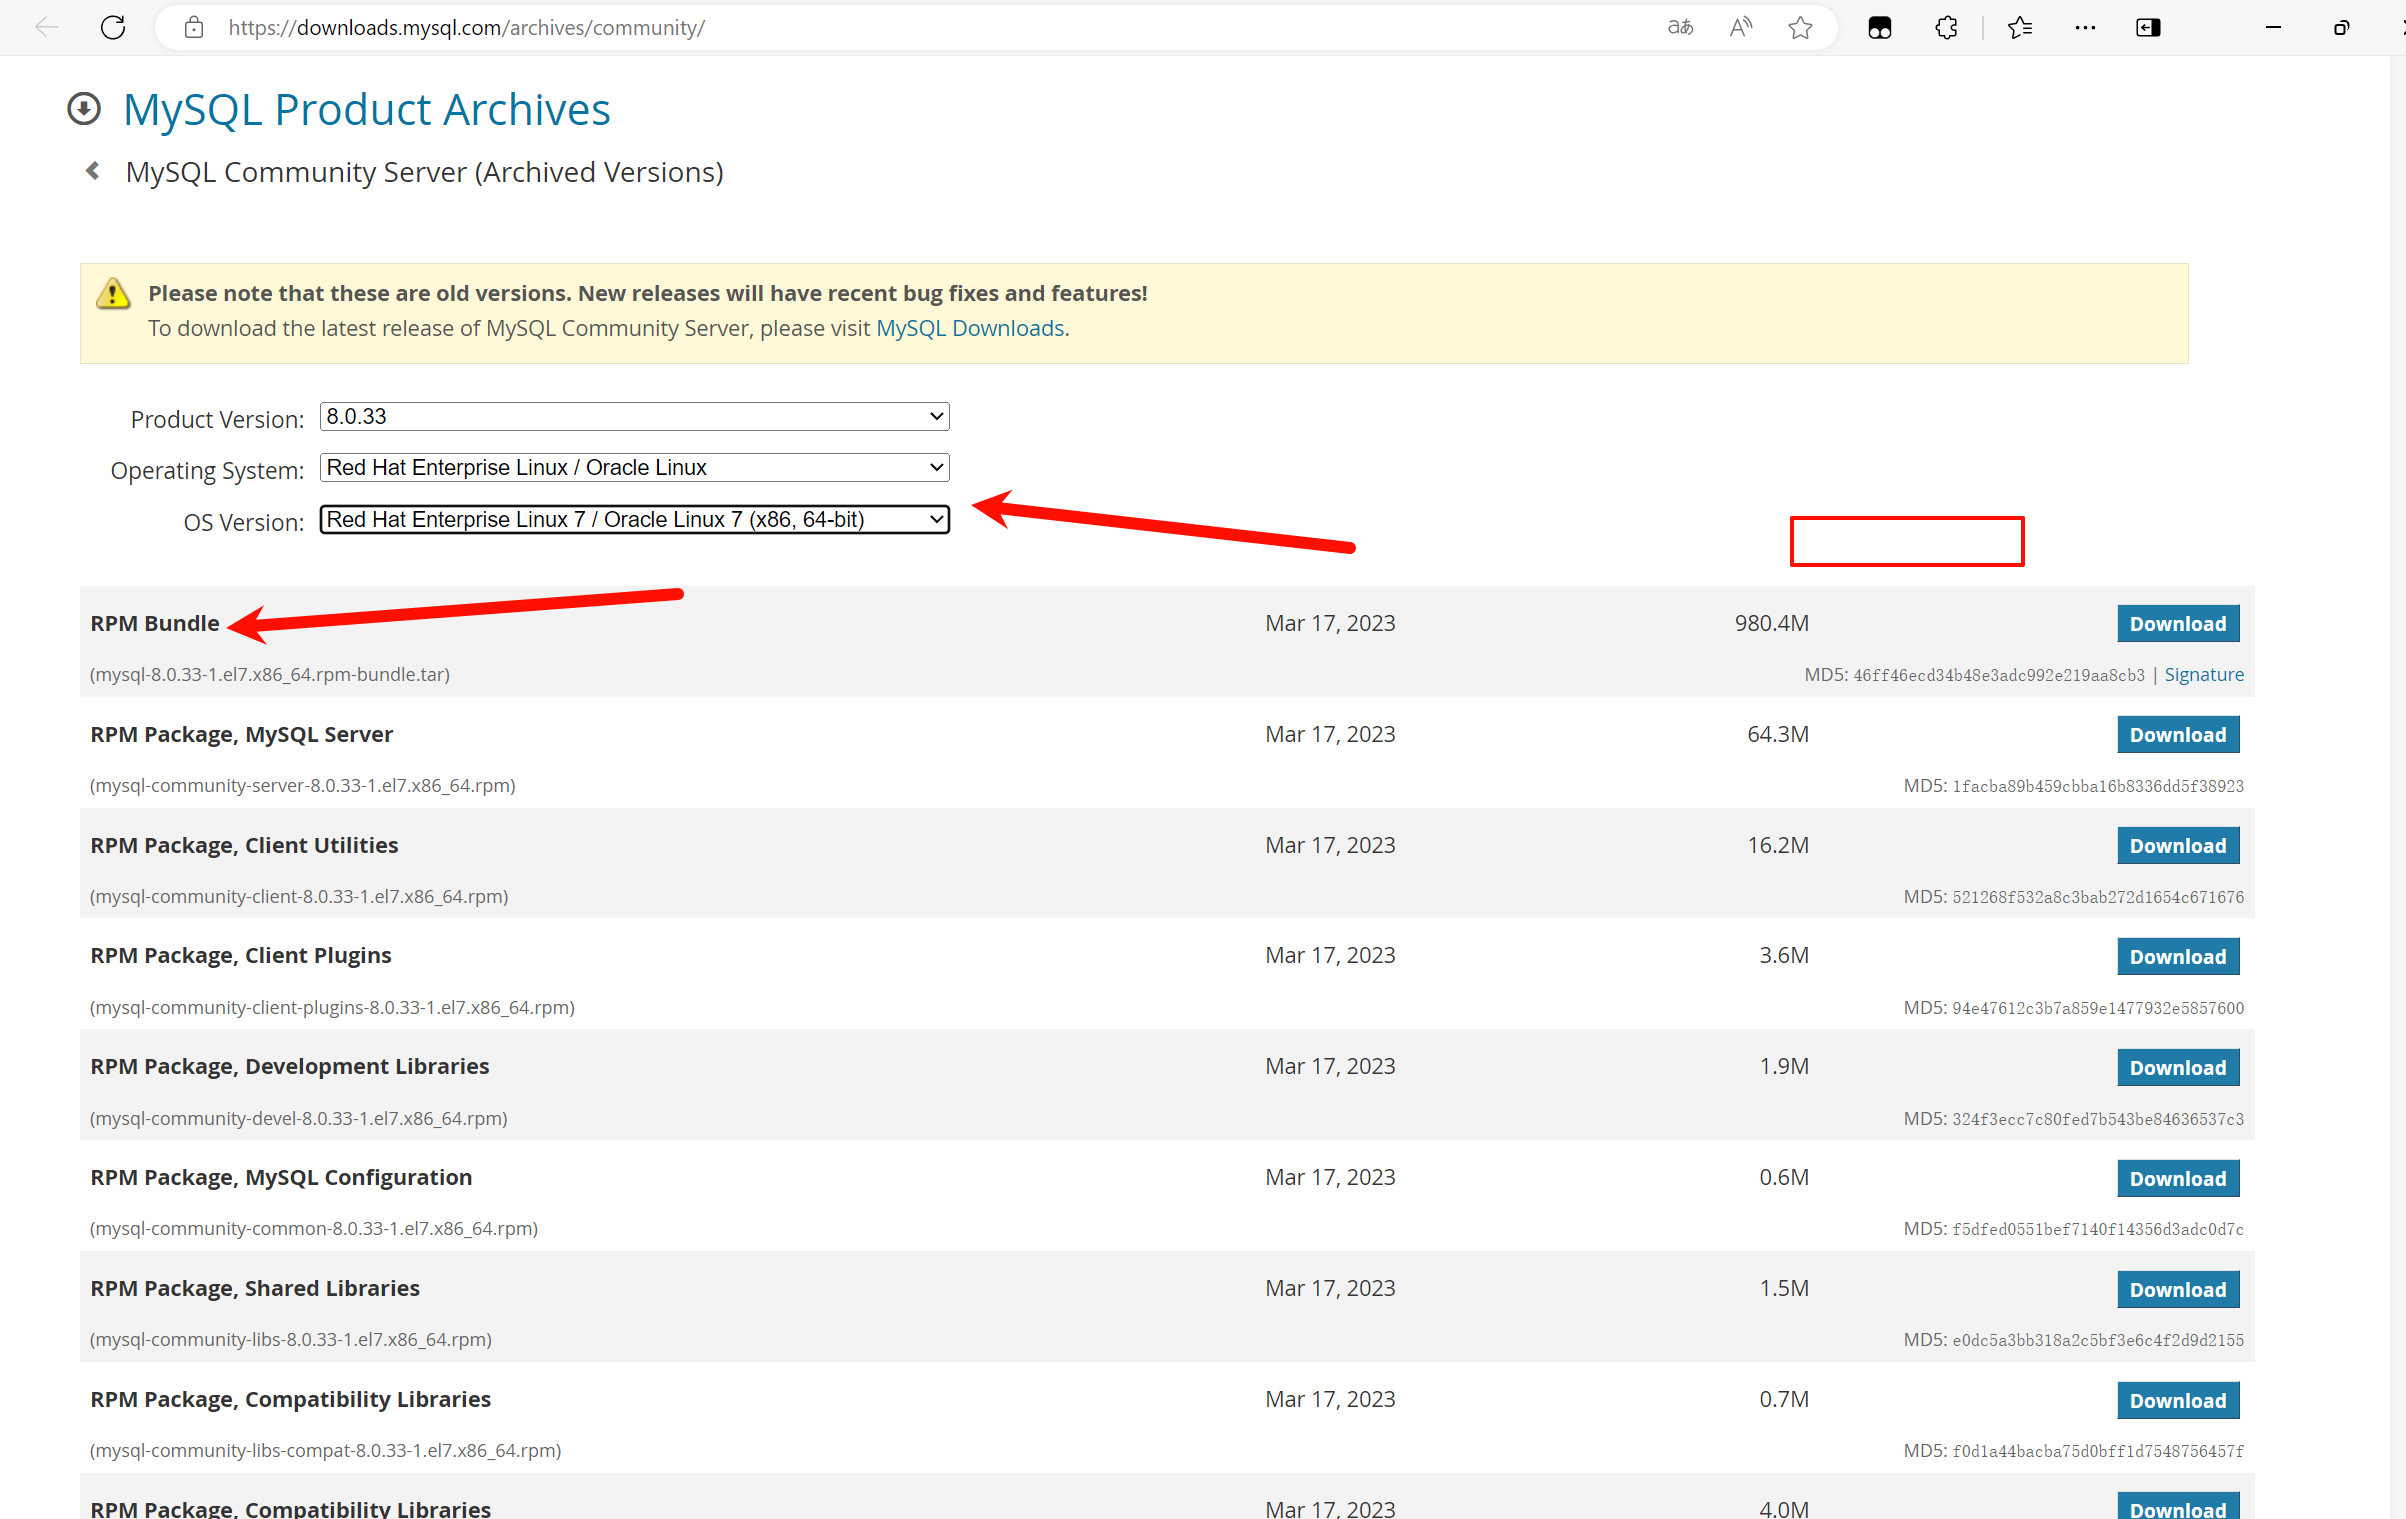 https://downloads.mysql.com/archives/community/
MySQL Product Archives
MySQL Community Server (Archived Versions)
Please note that these are old versions. New releases will have recent bug fixes and features!
To download the latest release of MySQL Community Server, please visit MySQL Downloads.
Product Version: 8.0.33
Operating System: Red Hat Enterprise Linux / Oracle Linux
OS Version: Red Hat Enterprise Linux 7 / Oracle Linux 7 (x86, 64-bit)
RPM Bundle Mar 17, 2023 980.4M Download
(mysql-8.0.33-1.el7.x86_64.rpm-bundle.tar) MD5: 46ff46ecd34b48e3adc992e219aa8cb3 | Signature
RPM Package, MySQL Server Mar 17, 2023 64.3M Download
(mysql-community-server-8.0.33-1.el7.x86_64.rpm) MD5: 1facba89b459cbba16b8336dd5f38923
RPM Package, Client Utilities Mar 17, 2023 16.2M Download
(mysql-community-client-8.0.33-1.el7.x86_64.rpm) MD5: 521268f532a8c3bab272d1654c671676
RPM Package, Client Plugins Mar 17, 2023 3.6M Download
(mysql-community-client-plugins-8.0.33-1.el7.x86_64.rpm) MD5: 94e47612c3b7a859e1477932e5857600
RPM Package, Development Libraries Mar 17, 2023 1.9M Download
(mysql-community-devel-8.0.33-1.el7.x86_64.rpm) MD5: 324f3ecc7c80fed7b543be84636537c3
RPM Package, MySQL Configuration Mar 17, 2023 0.6M Download
(mysql-community-common-8.0.33-1.el7.x86_64.rpm) MD5: f5dfed0551bef7140f14356d3adc0d7c
RPM Package, Shared Libraries Mar 17, 2023 1.5M Download
(mysql-community-libs-8.0.33-1.el7.x86_64.rpm) MD5: e0dc5a3bb318a2c5bf3e6c4f2d9d2155
RPM Package, Compatibility Libraries Mar 17, 2023 0.7M Download
(mysql-community-libs-compat-8.0.33-1.el7.x86_64.rpm) MD5: f0d1a44bacba75d0bff1d7548756457f
RPM Package, Compatibility Libraries Mar 17, 2023 4.0M Download